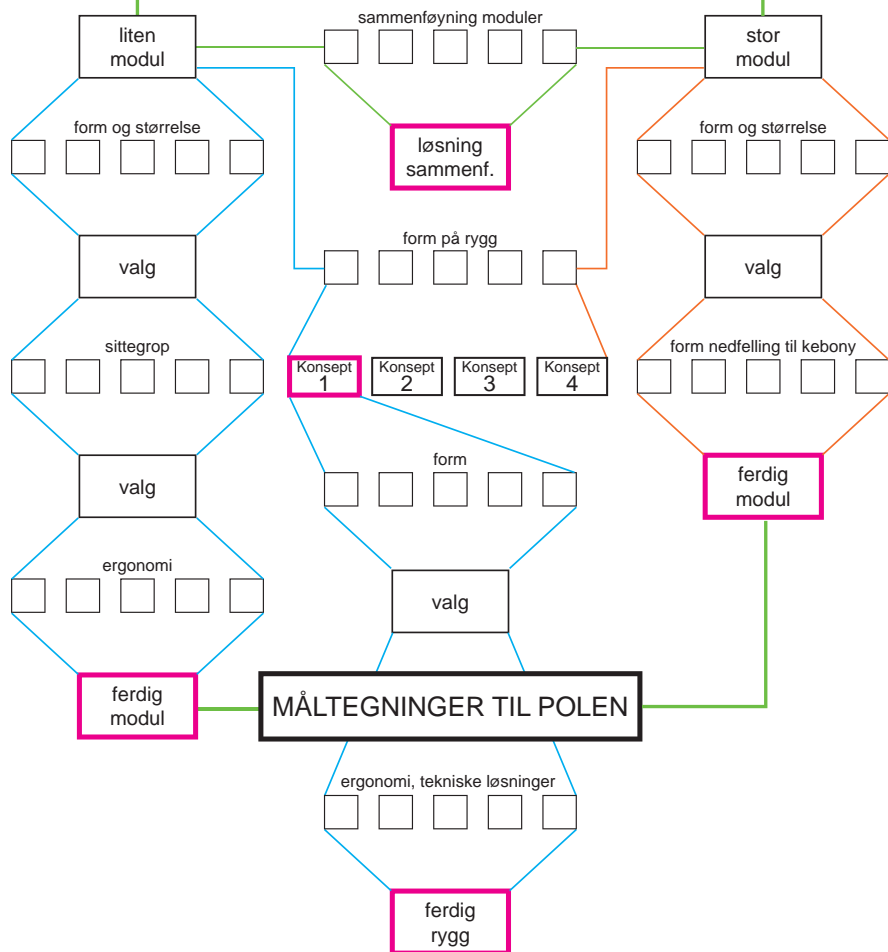 sammenføyning moduler
liten
modul
stor
modul
form og størrelse
form og størrelse
løsning
sammenf.
valg
form på rygg
valg
sittegrop
Konsept
1
Konsept
2
Konsept
3
Konsept
4
form nedfelling til kebony
valg
form
ferdig
modul
ergonomi
valg
ferdig
modul
MÅLTEGNINGER TIL POLEN
ergonomi, tekniske løsninger
ferdig
rygg